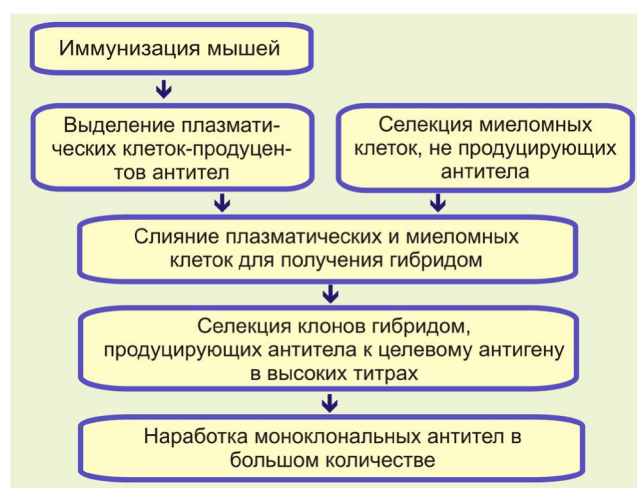 Иммунизация мышей
Выделение плазмати-
ческих клеток-продуцен-
тов антител
Селекция миеломных
клеток, не продуцирующих
антитела
Слияние плазматических и миеломных
клеток для получения гибридом
Селекция клонов гибридом,
продуцирующих антитела к целевому антигену
в высоких титрах
Наработка моноклональных антител в
большом количестве